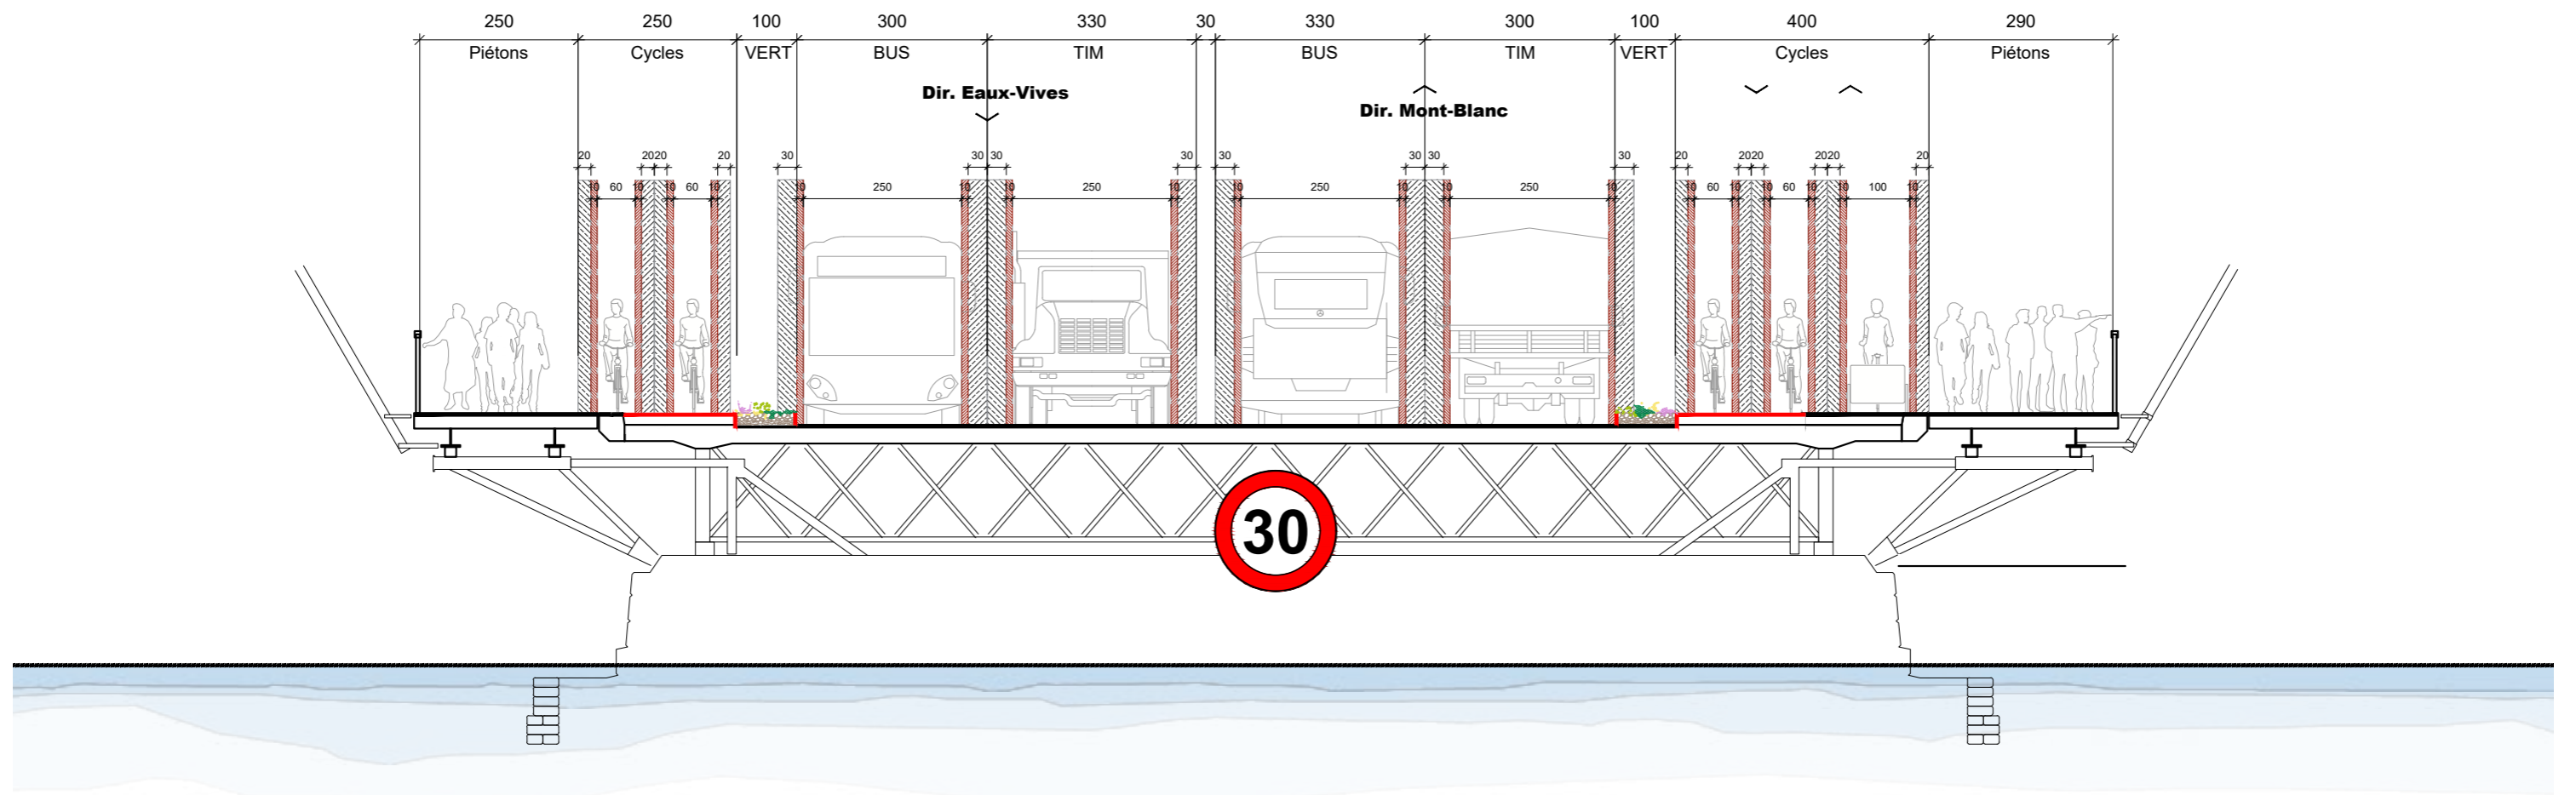 250 250 100 300 330 30 330 300 100 400 290
Piétons Cycles VERT BUS TIM BUS TIM VERT Cycles Piétons
Dir. Eaux-Vives
Dir. Mont-Blanc
20 2020 20 30 30 30 30 30 30 30 30 20 2020 2020 20
10 60 10 10 60 10 10 250 10 10 250 10 10 250 10 10 250 10 10 60 10 10 60 10 10 100 10
30